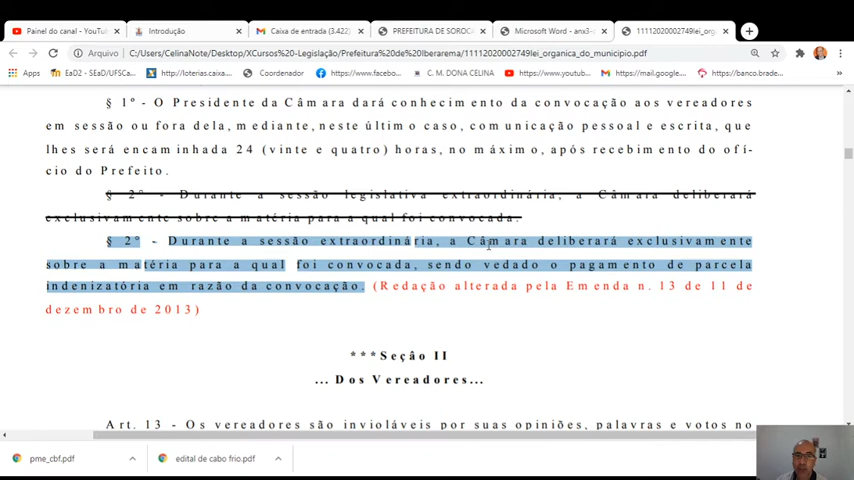 Painel do canal - YouTu
Introdução
Caixa de entrada (3.422)
PREFEITURA DE SOROC
Microsoft Word - anx3-
11112020002749lei_orga
Arquivo
C:/Users/CelinaNote/Desktop/XCursos%20-Legislação/Prefeitura%20de%20Iberarema/11112020002749lei_organica_do_municipio.pdf
Apps
EaD2 - SEaD/UFSCa
http://loterias.caixa.
Coordenador
https://www.facebo
C. M. DONA CELINA
https://www.youtub
https://mail.google.
https://banco.brade
§ 1º - O Presidente da Câmara dará conhecimento da convocação aos vereadores
em sessão ou fora dela, mediante, neste último caso, comunicação pessoal e escrita, que
lhes será encaminhada 24 (vinte e quatro) horas, no máximo, após recebimento do ofí-
cio do Prefeito.
§ 2º - Durante a sessão legislativa extraordinária, a Câmara deliberará
exclusivamente sobre a matéria para a qual foi convocada.
§ 2º - Durante a sessão extraordinária, a Câmara deliberará exclusivamente
sobre a matéria para a qual foi convocada, sendo vedado o pagamento de parcela
indenizatória em razão da convocação. (Redação alterada pela Emenda n. 13 de 11 de
dezembro de 2013)
***Seção II
... Dos Vereadores...
Art. 13 - Os vereadores são invioláveis por suas opiniões, palavras e votos no
pme_cbf.pdf
edital de cabo frio.pdf